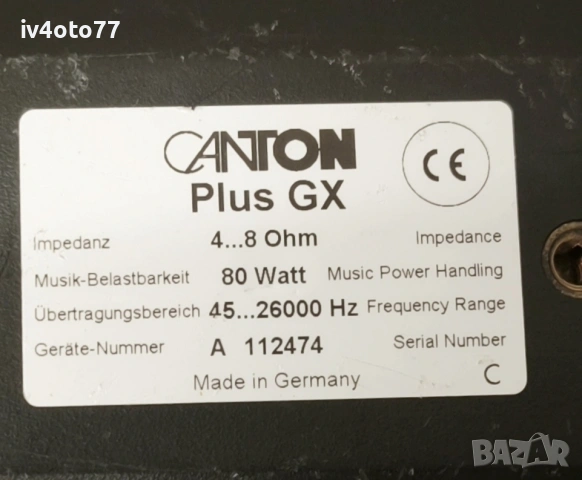 iv4oto77
CANTON
CE
Plus GX
Impedanz 4...8 Ohm Impedance
Musik-Belastbarkeit 80 Watt Music Power Handling
Übertragungsbereich 45...26000 Hz Frequency Range
Geräte-Nummer A 112474 Serial Number
Made in Germany C
BAZAR